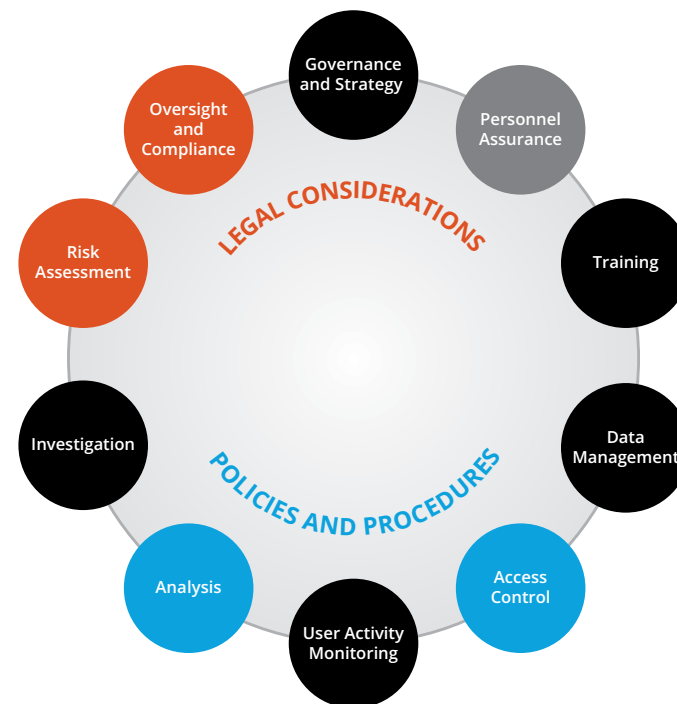 Governance
and Strategy
Oversight
and
Compliance
Personnel
Assurance
LEGAL CONSIDERATIONS
Risk
Assessment
Training
Investigation
Data
Management
POLICIES AND PROCEDURES
Analysis
Access
Control
User Activity
Monitoring